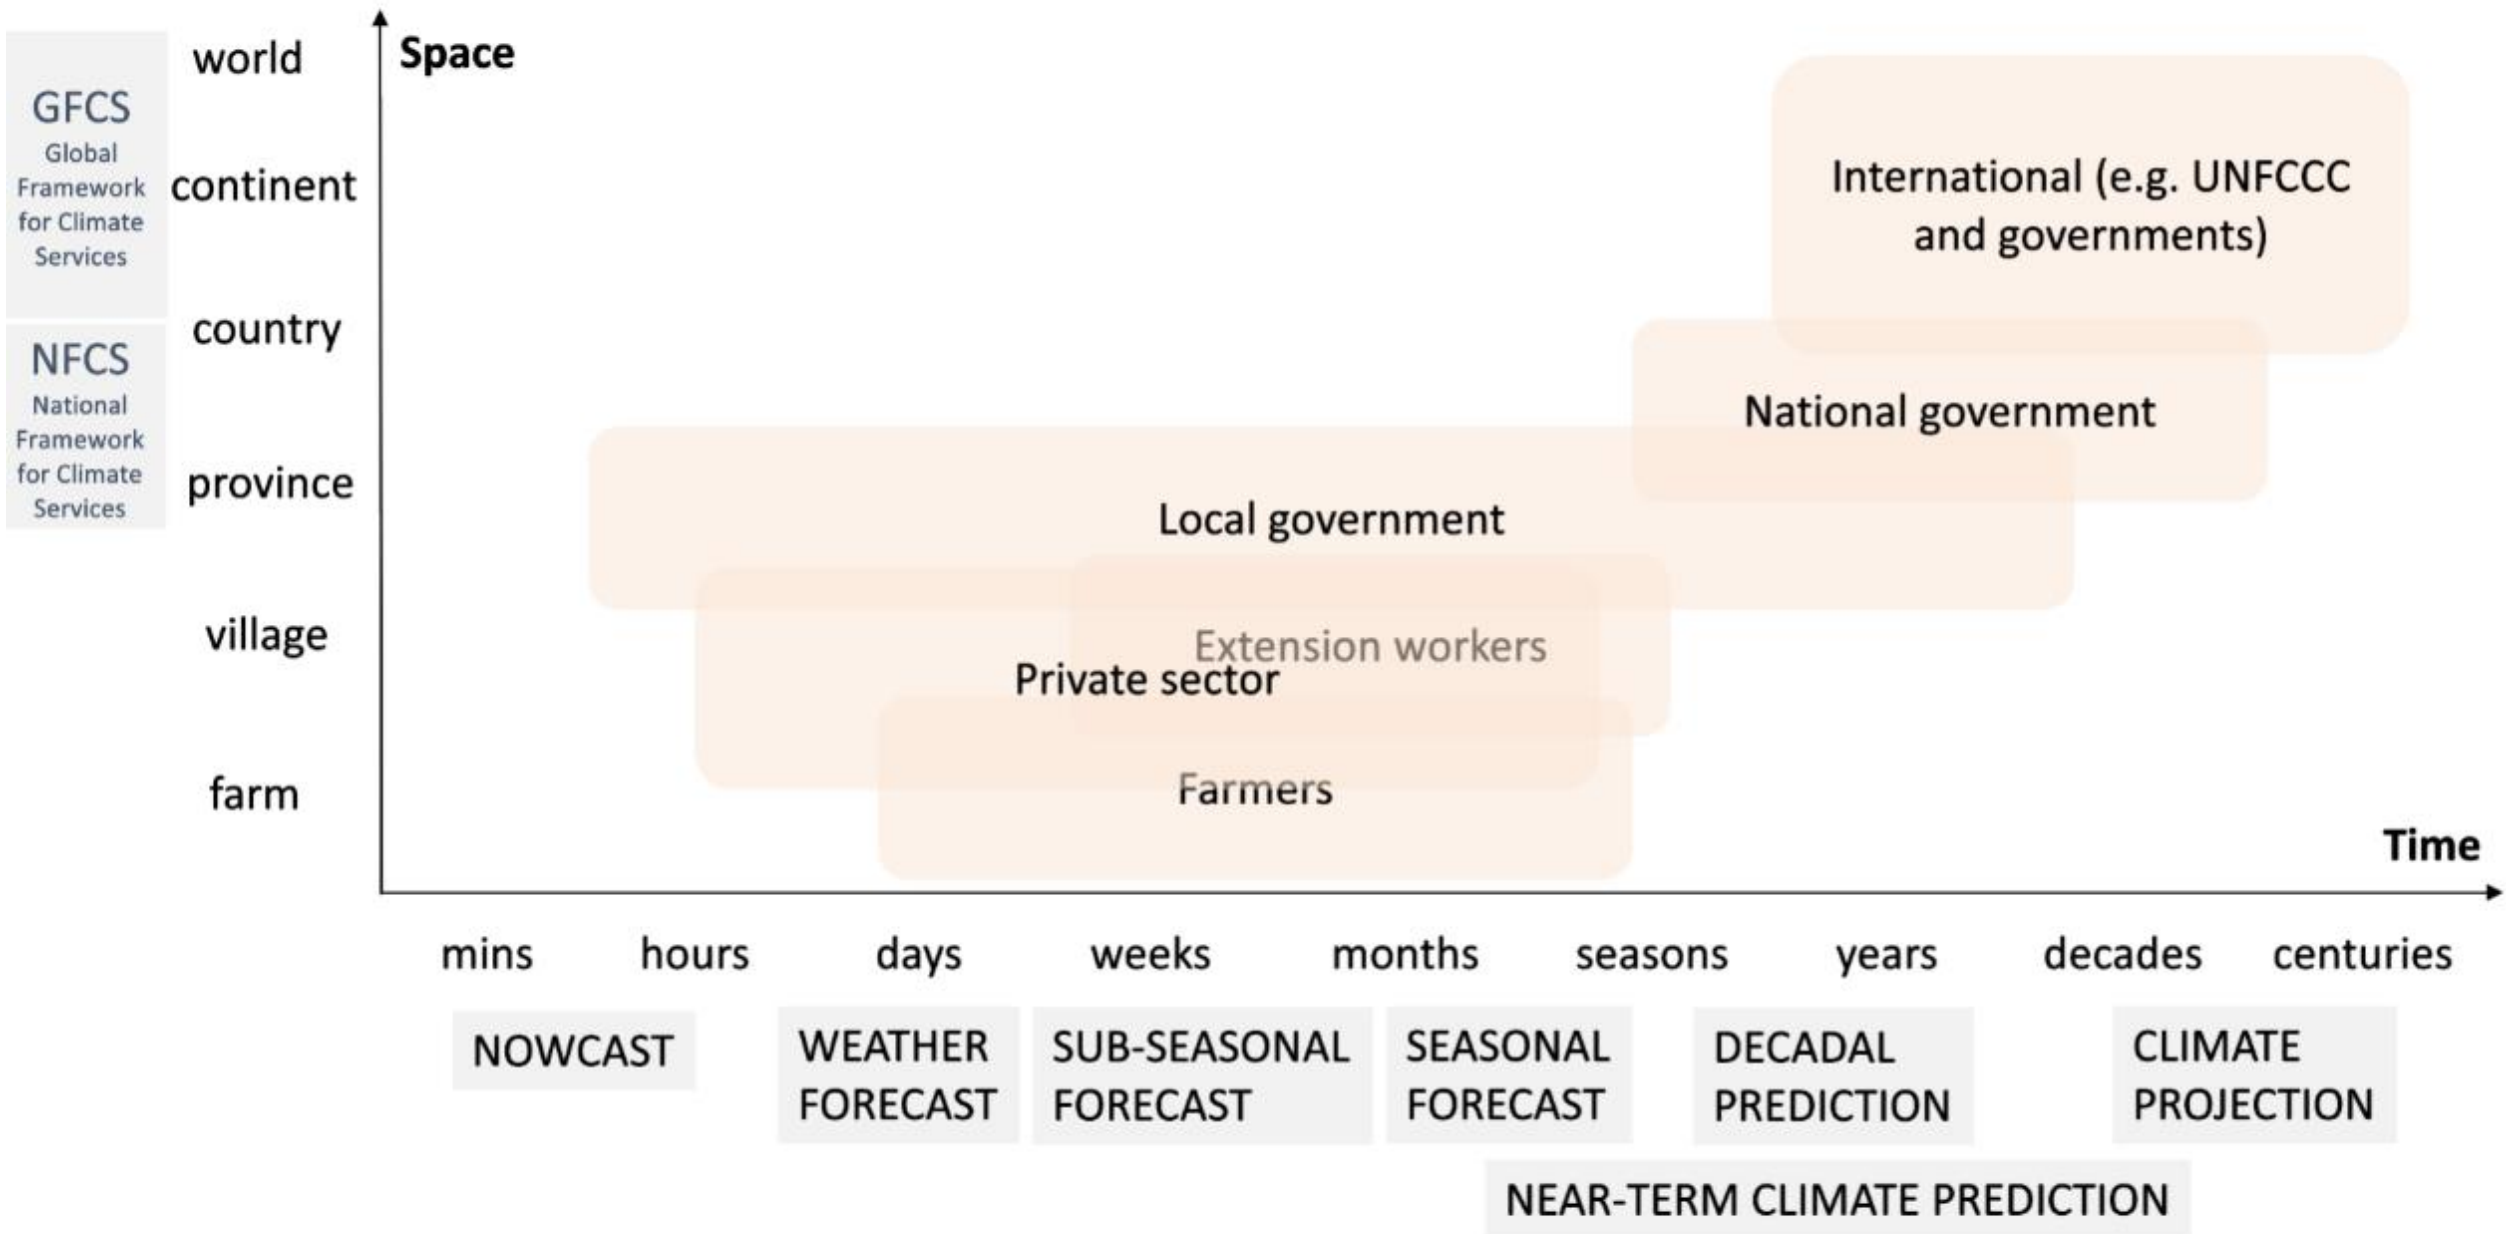 world
Space
GFCS
Global
Framework
for Climate
Services
continent
country
International (e.g. UNFCCC
and governments)
NFCS
National
Framework
for Climate
Services
province
National government
Local government
village
Extension workers
Private sector
farm
Farmers
Time
mins hours days weeks months seasons years decades centuries
NOWCAST
WEATHER
FORECAST
SUB-SEASONAL
FORECAST
SEASONAL
FORECAST
DECADAL
PREDICTION
CLIMATE
PROJECTION
NEAR-TERM CLIMATE PREDICTION